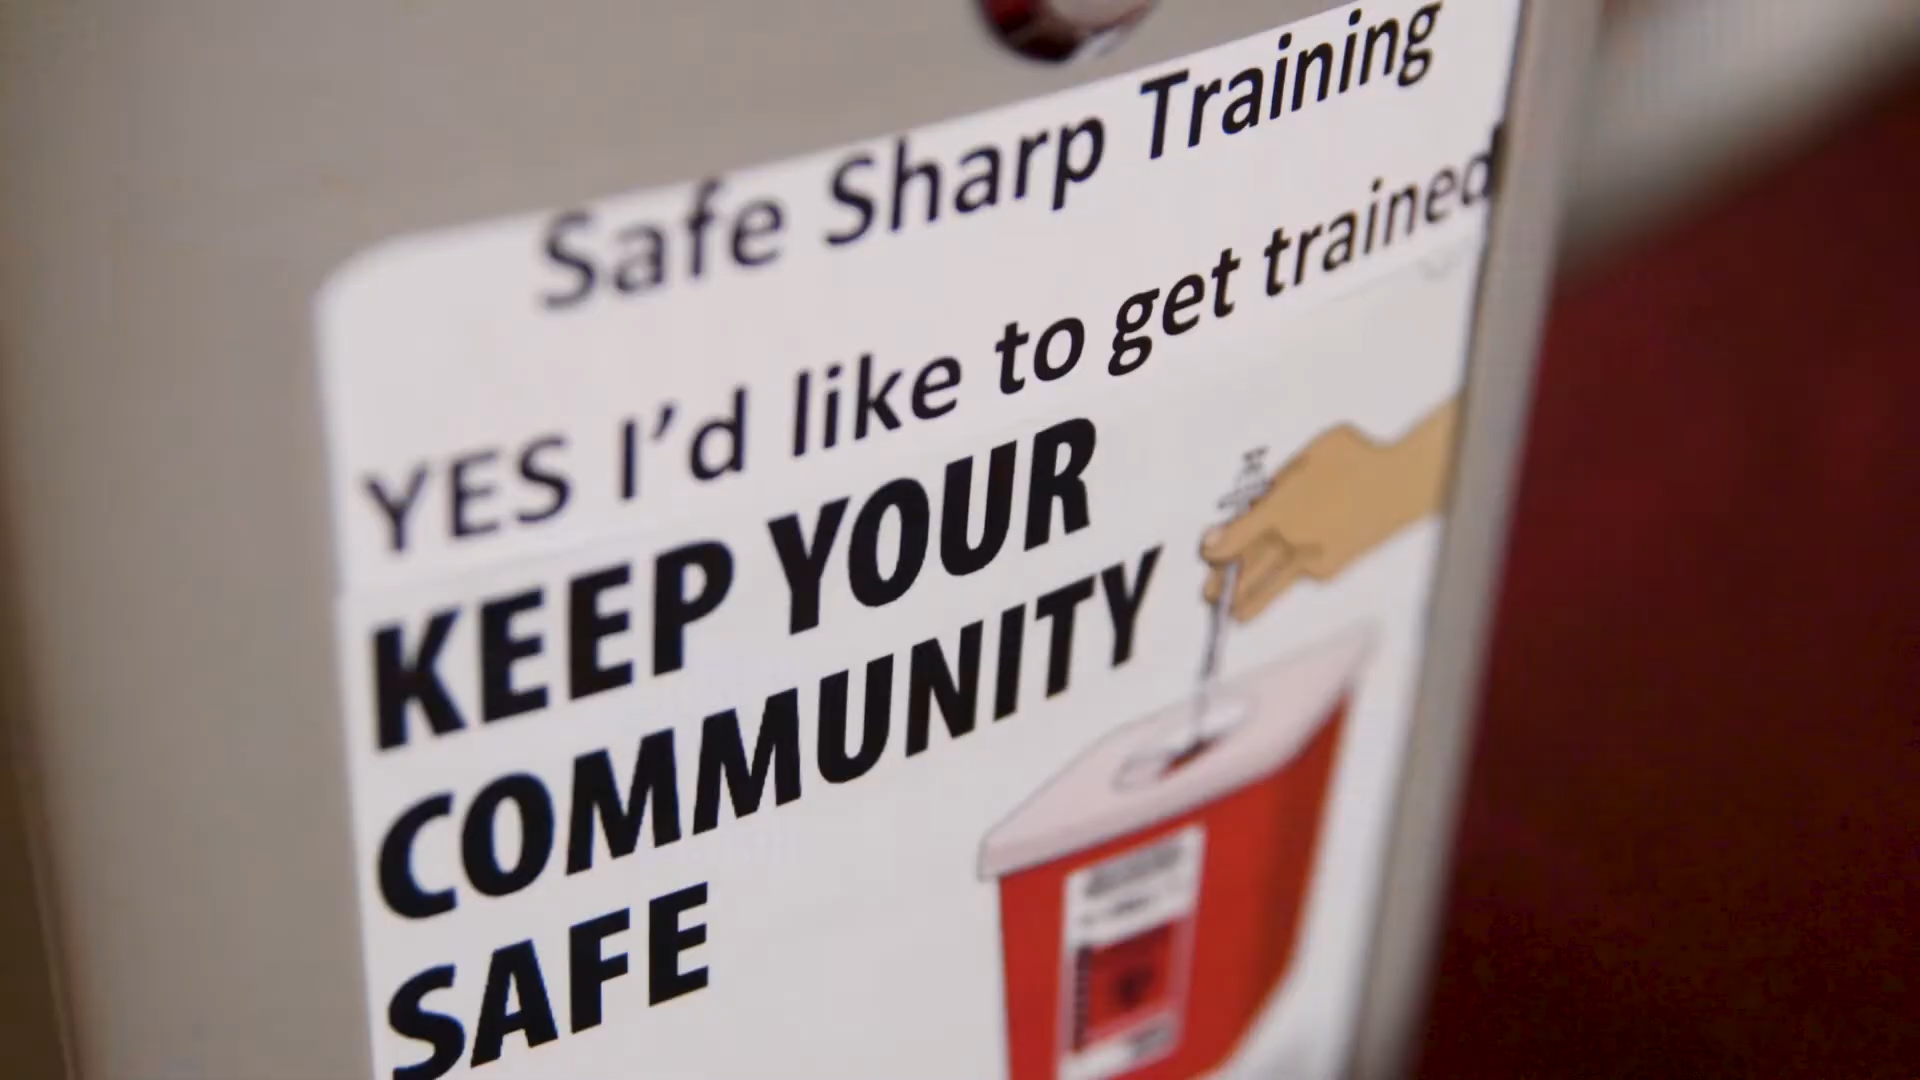 Safe Sharp Training
YES I'd like to get trained
KEEP YOUR
COMMUNITY
SAFE